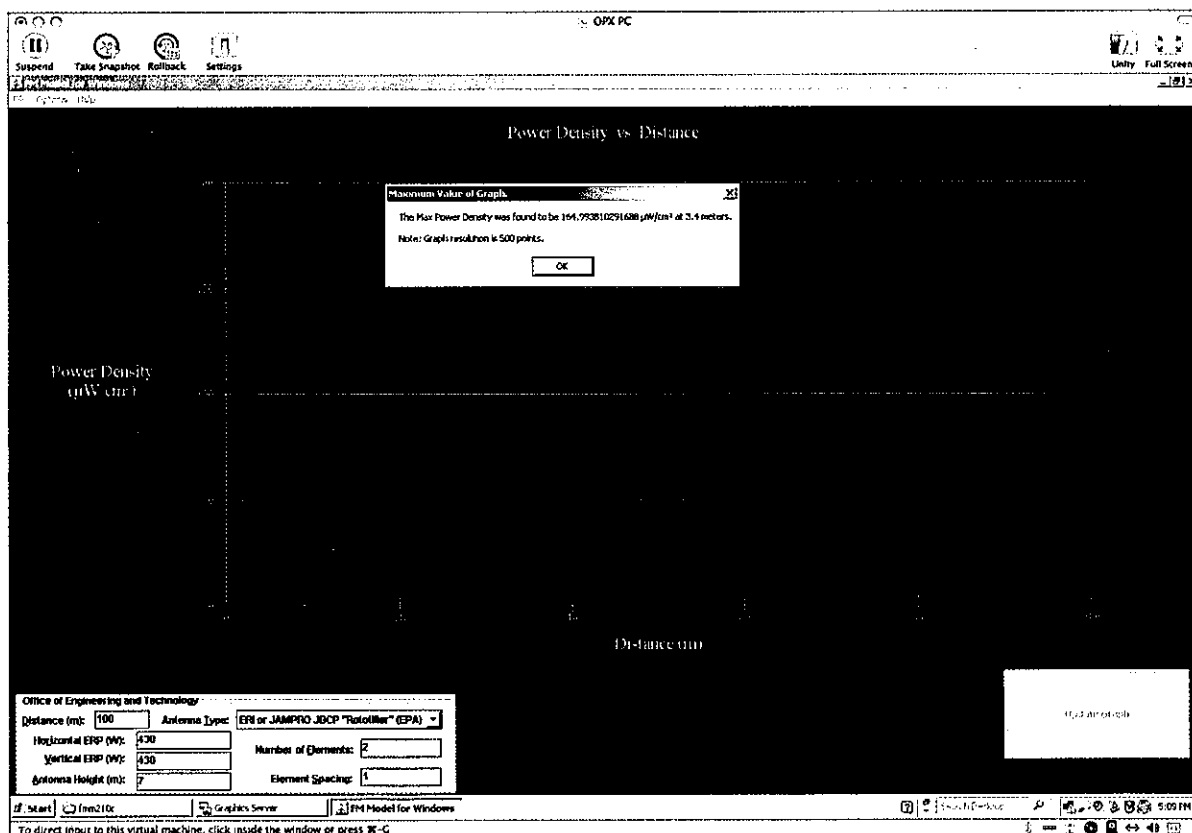 OPX PC
Suspend Take Snapshot Rollback Settings
Unity Full Screen
Options Help
Power Density vs Distance
Maximum Value of Graph
The Max Power Density was found to be 164.993810291688 µW/cm² at 3.4 meters.
Note: Graph resolution is 500 points.
OK
Power Density
Distance (m)
Office of Engineering and Technology
Distance (m): 100 Antenna Type: ERI or JAMPRO JBCP "Rototiller" (EPA)
Horizontal ERP (W): 430
Vertical ERP (W): 430
Number of Elements: 2
Antenna Height (m): 7
Element Spacing: 1
Start fmm210c Graphics Server FM Model for Windows
Search Desktop
5:09 PM
To direct input to this virtual machine, click inside the window or press ⌘-G